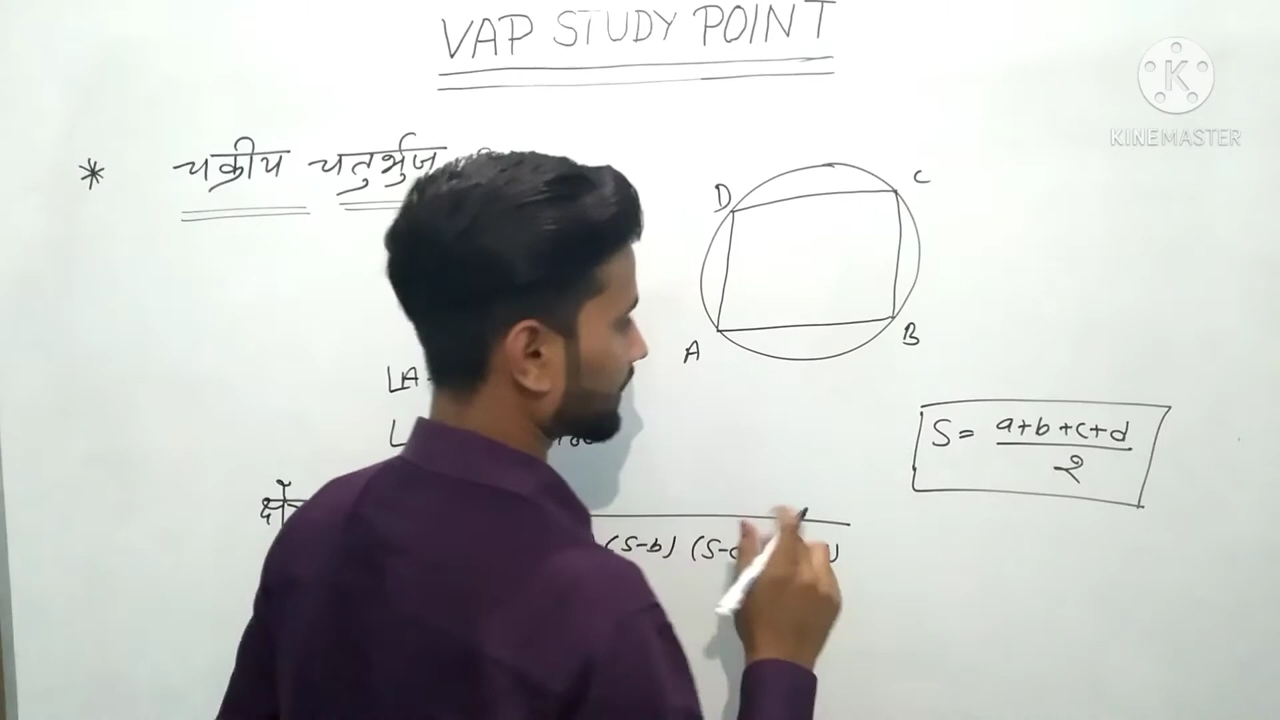 VAP STUDY POINT
K
KINEMASTER
* चक्रीय चतुर्भुज
D
C
A
B
LA
L
S = a+b+c+d
२
(S-b) (S-c